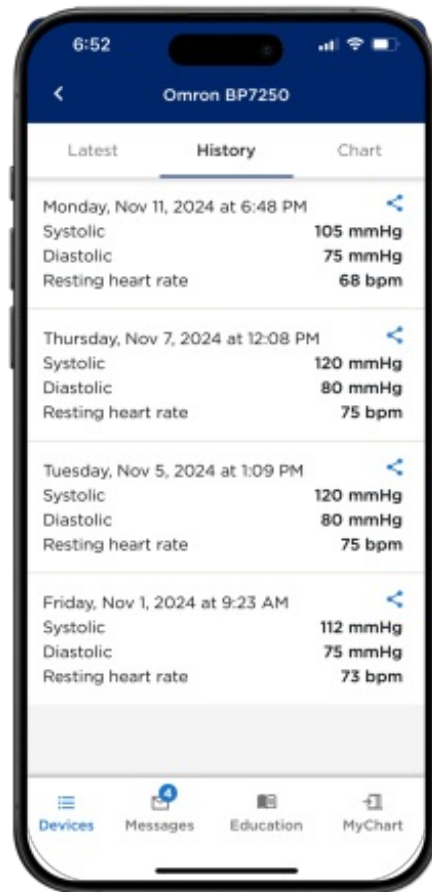 6:52
Omron BP7250
Latest History Chart
Monday, Nov 11, 2024 at 6:48 PM
Systolic 105 mmHg
Diastolic 75 mmHg
Resting heart rate 68 bpm
Thursday, Nov 7, 2024 at 12:08 PM
Systolic 120 mmHg
Diastolic 80 mmHg
Resting heart rate 75 bpm
Tuesday, Nov 5, 2024 at 1:09 PM
Systolic 120 mmHg
Diastolic 80 mmHg
Resting heart rate 75 bpm
Friday, Nov 1, 2024 at 9:23 AM
Systolic 112 mmHg
Diastolic 75 mmHg
Resting heart rate 73 bpm
4
Devices Messages Education MyChart